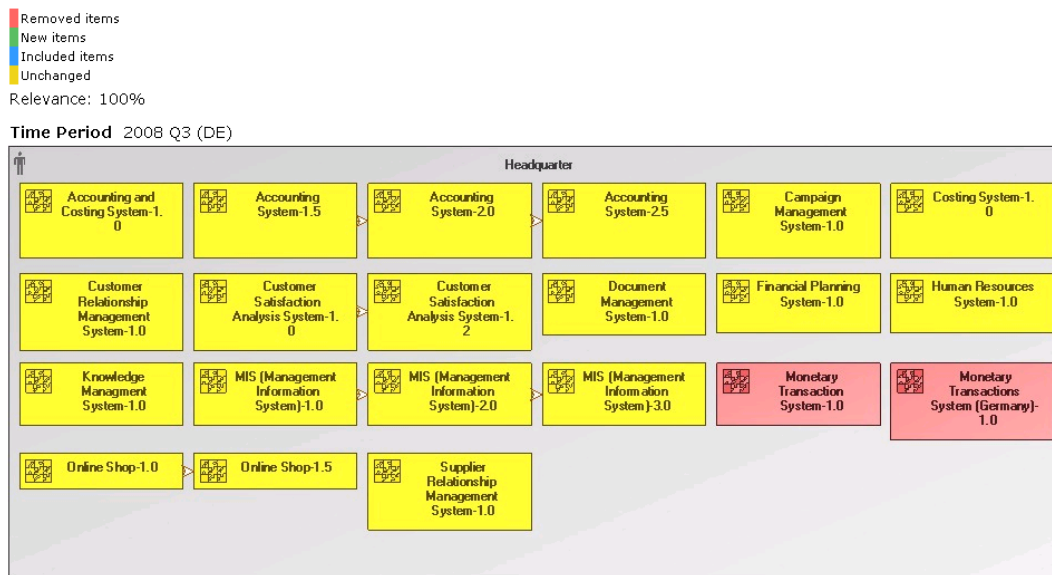 Removed items
New items
Included items
Unchanged
Relevance: 100%
Time Period 2008 Q3 (DE)
Headquarter
Accounting and
Costing System-1.
0
Accounting
System-1.5
Accounting
System-2.0
Accounting
System-2.5
Campaign
Management
System-1.0
Costing System-1.
0
Customer
Relationship
Management
System-1.0
Customer
Satisfaction
Analysis System-1.
0
Customer
Satisfaction
Analysis System-1.
2
Document
Management
System-1.0
Financial Planning
System-1.0
Human Resources
System-1.0
Knowledge
Managment
System-1.0
MIS (Management
Information
System)-1.0
MIS (Management
Information
System)-2.0
MIS (Management
Information
System)-3.0
Monetary
Transaction
System-1.0
Monetary
Transactions
System (Germany)-
1.0
Online Shop-1.0
Online Shop-1.5
Supplier
Relationship
Management
System-1.0